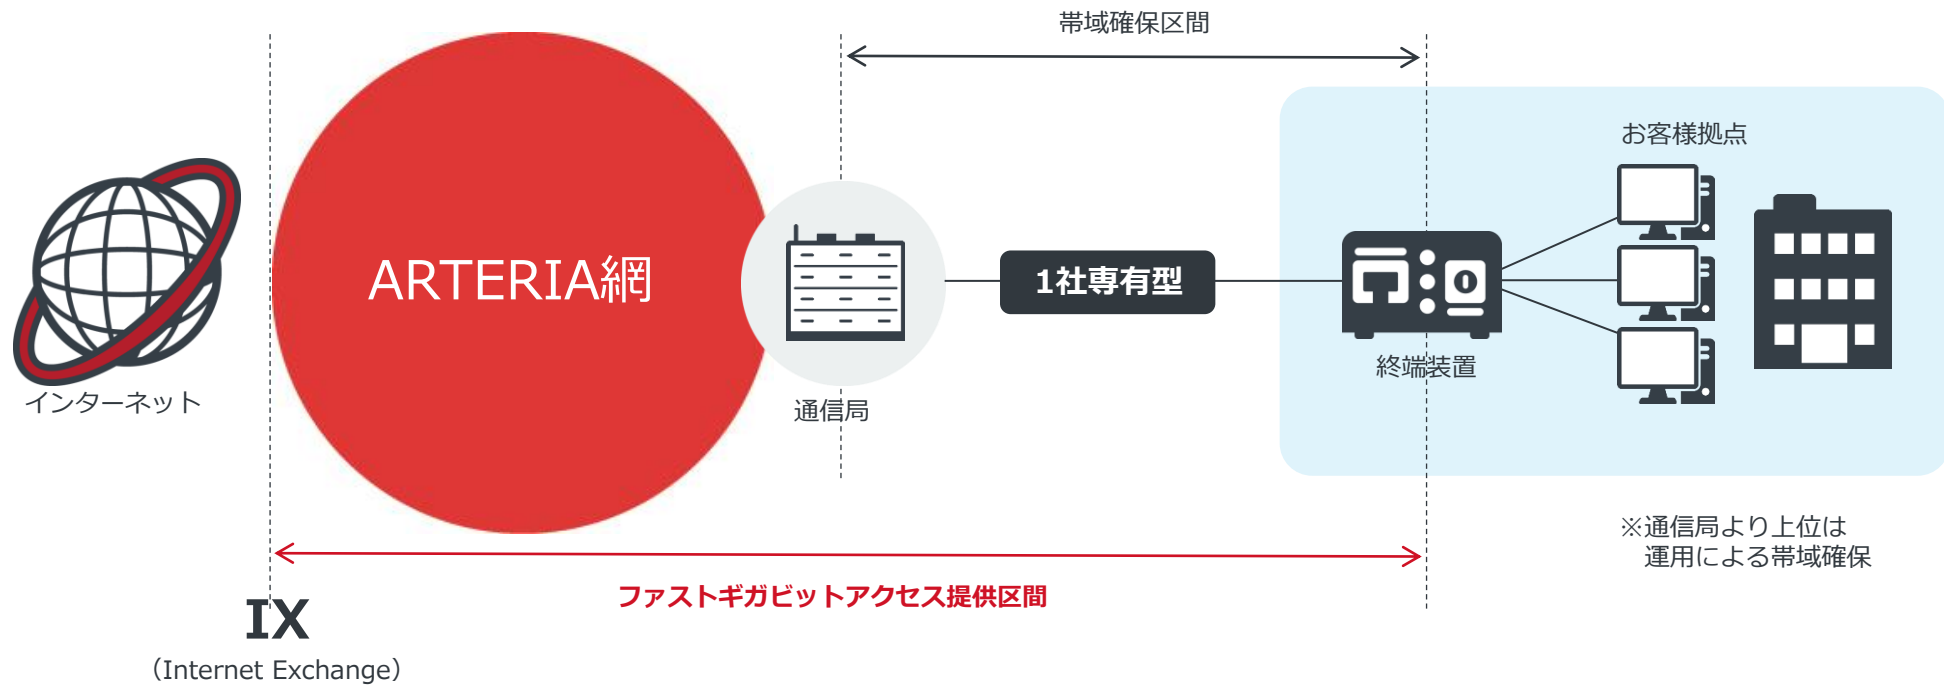 帯域確保区間
お客様拠点
ARTERIA網
1社専有型
終端装置
インターネット
通信局
※通信局より上位は
運用による帯域確保
ファストギガビットアクセス提供区間
IX
（Internet Exchange）